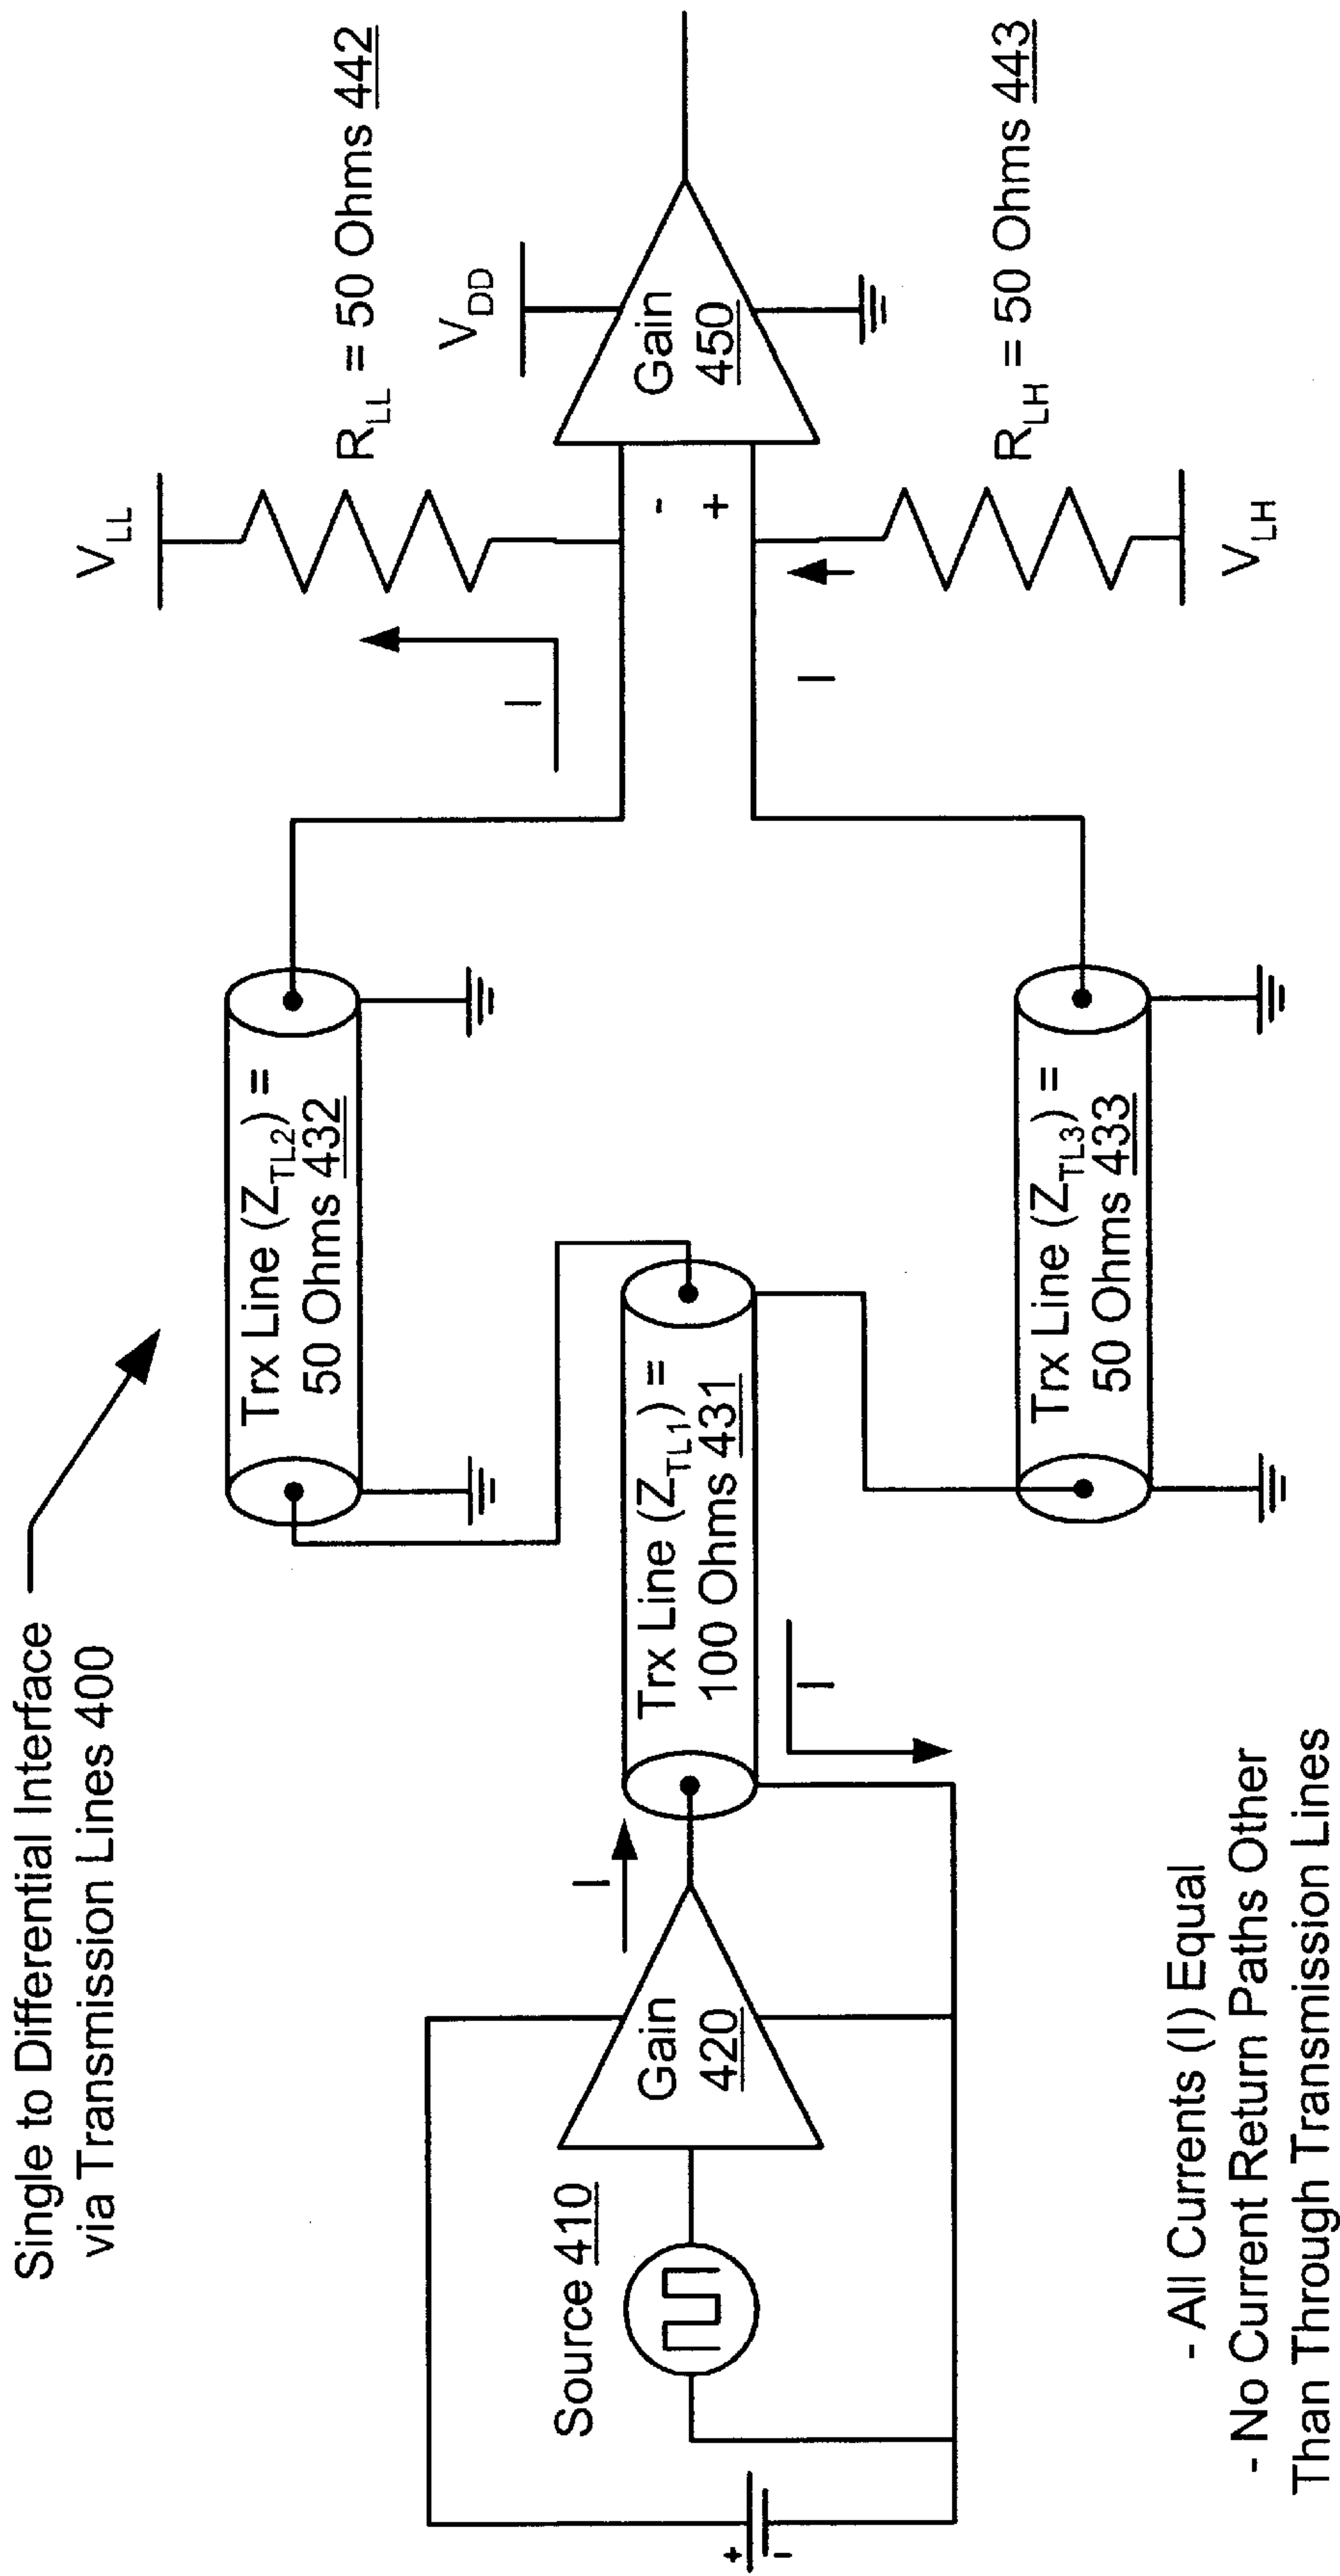 Single to Differential Interface
via Transmission Lines 400
Source 410
Gain
420
+
-
I
I
Trx Line (Z_TL1) =
100 Ohms 431
Trx Line (Z_TL2) =
50 Ohms 432
Trx Line (Z_TL3) =
50 Ohms 433
I
I
V_LL
R_LL = 50 Ohms 442
V_DD
-
+
Gain
450
R_LH = 50 Ohms 443
V_LH
- All Currents (I) Equal
- No Current Return Paths Other
Than Through Transmission Lines